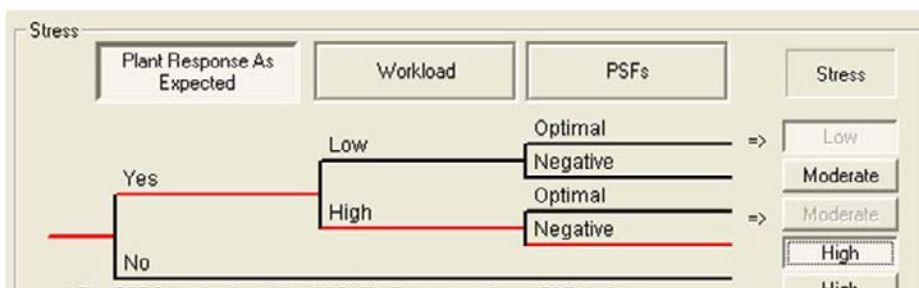 Stress
Plant Response As
Expected
Workload
PSFs
Stress
Optimal
=>
Low
Low
Negative
Yes
Moderate
Optimal
High
=>
Moderate
Negative
No
High
High